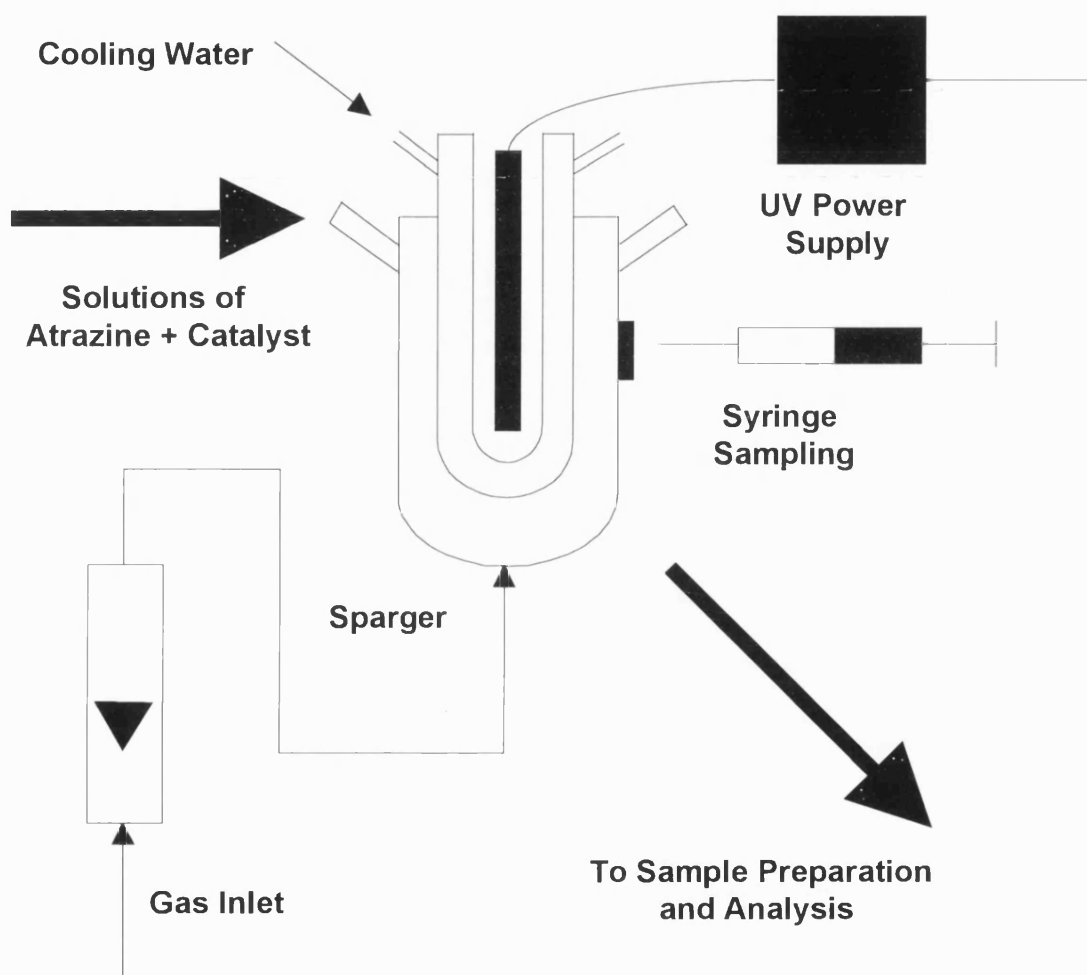 Cooling Water
UV Power
Supply
Solutions of
Atrazine + Catalyst
Syringe
Sampling
Sparger
To Sample Preparation
and Analysis
Gas Inlet